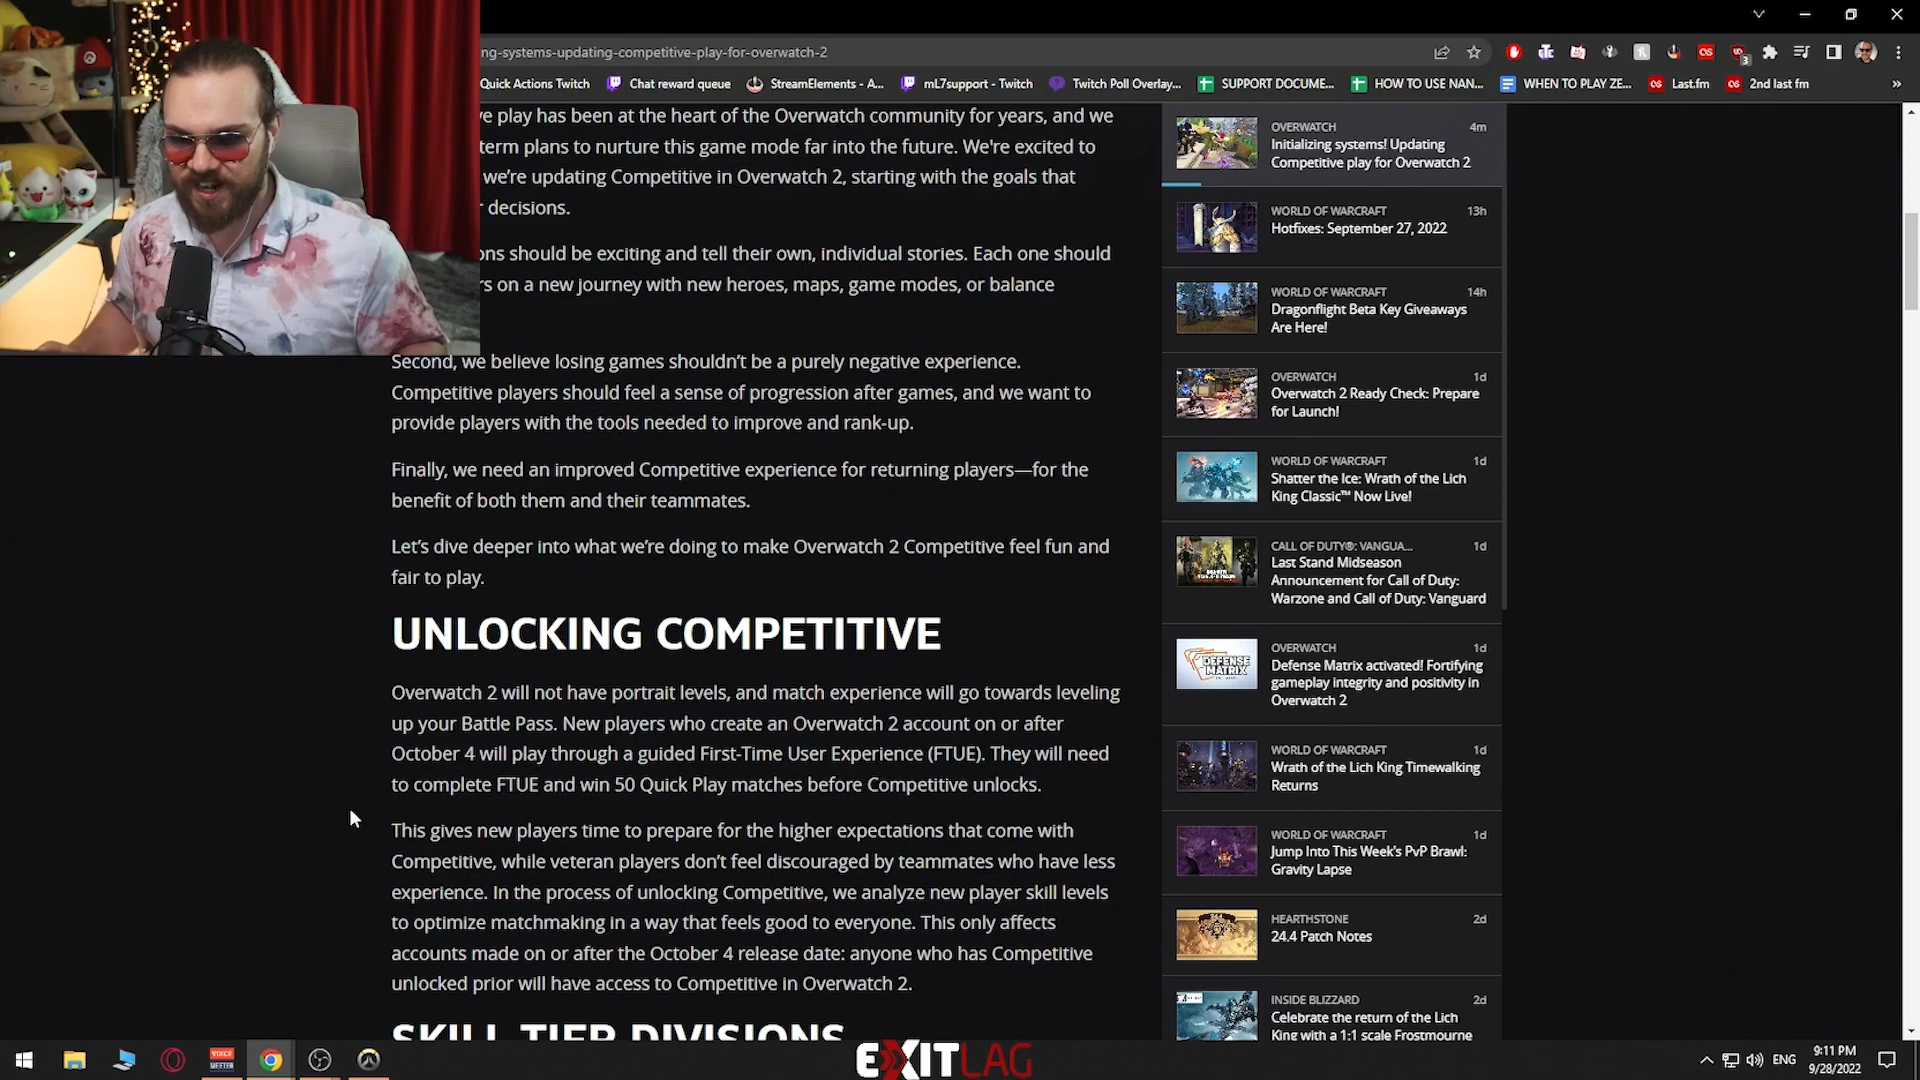 ng-systems-updating-competitive-play-for-overwatch-2
3
Quick Actions Twitch
Chat reward queue
StreamElements - A...
mL7support - Twitch
Twitch Poll Overlay...
SUPPORT DOCUME...
HOW TO USE NAN...
WHEN TO PLAY ZE...
Last.fm
2nd last fm
»
e play has been at the heart of the Overwatch community for years, and we
term plans to nurture this game mode far into the future. We're excited to
we're updating Competitive in Overwatch 2, starting with the goals that
r decisions.
ons should be exciting and tell their own, individual stories. Each one should
rs on a new journey with new heroes, maps, game modes, or balance
Second, we believe losing games shouldn't be a purely negative experience.
Competitive players should feel a sense of progression after games, and we want to
provide players with the tools needed to improve and rank-up.
Finally, we need an improved Competitive experience for returning players—for the
benefit of both them and their teammates.
Let's dive deeper into what we're doing to make Overwatch 2 Competitive feel fun and
fair to play.
UNLOCKING COMPETITIVE
Overwatch 2 will not have portrait levels, and match experience will go towards leveling
up your Battle Pass. New players who create an Overwatch 2 account on or after
October 4 will play through a guided First-Time User Experience (FTUE). They will need
to complete FTUE and win 50 Quick Play matches before Competitive unlocks.
This gives new players time to prepare for the higher expectations that come with
Competitive, while veteran players don't feel discouraged by teammates who have less
experience. In the process of unlocking Competitive, we analyze new player skill levels
to optimize matchmaking in a way that feels good to everyone. This only affects
accounts made on or after the October 4 release date: anyone who has Competitive
unlocked prior will have access to Competitive in Overwatch 2.
SKILL TIER DIVISIONS
OVERWATCH 4m
Initializing systems! Updating
Competitive play for Overwatch 2
WORLD OF WARCRAFT 13h
Hotfixes: September 27, 2022
WORLD OF WARCRAFT 14h
Dragonflight Beta Key Giveaways
Are Here!
OVERWATCH 1d
Overwatch 2 Ready Check: Prepare
for Launch!
WORLD OF WARCRAFT 1d
Shatter the Ice: Wrath of the Lich
King Classic™ Now Live!
CALL OF DUTY®: VANGUA... 1d
Last Stand Midseason
Announcement for Call of Duty:
Warzone and Call of Duty: Vanguard
DEFENSE
MATRIX
OVERWATCH 1d
Defense Matrix activated! Fortifying
gameplay integrity and positivity in
Overwatch 2
WORLD OF WARCRAFT 1d
Wrath of the Lich King Timewalking
Returns
WORLD OF WARCRAFT 1d
Jump Into This Week's PvP Brawl:
Gravity Lapse
HEARTHSTONE 2d
24.4 Patch Notes
INSIDE BLIZZARD 2d
Celebrate the return of the Lich
King with a 1:1 scale Frostmourne
VOICE
MEETER
EXITLAG
ENG
9:11 PM
9/28/2022